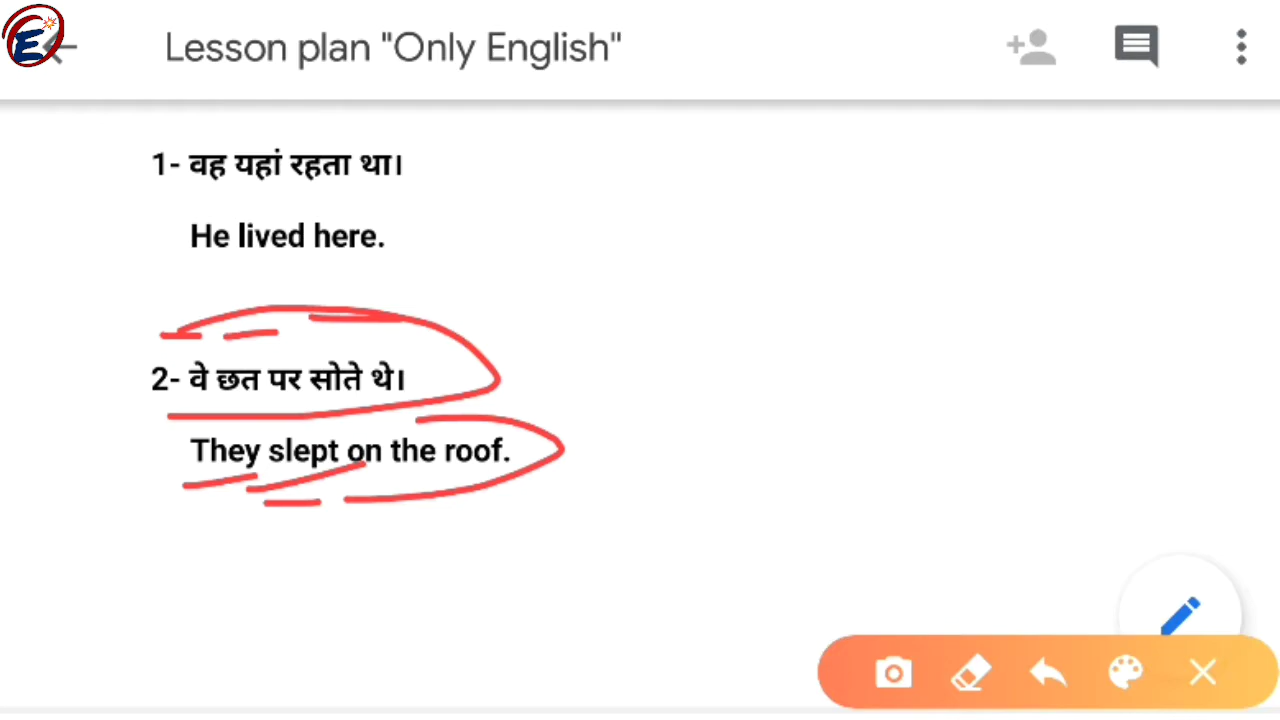 E
Lesson plan "Only English"
1- वह यहां रहता था।
He lived here.
2- वे छत पर सोते थे।
They slept on the roof.